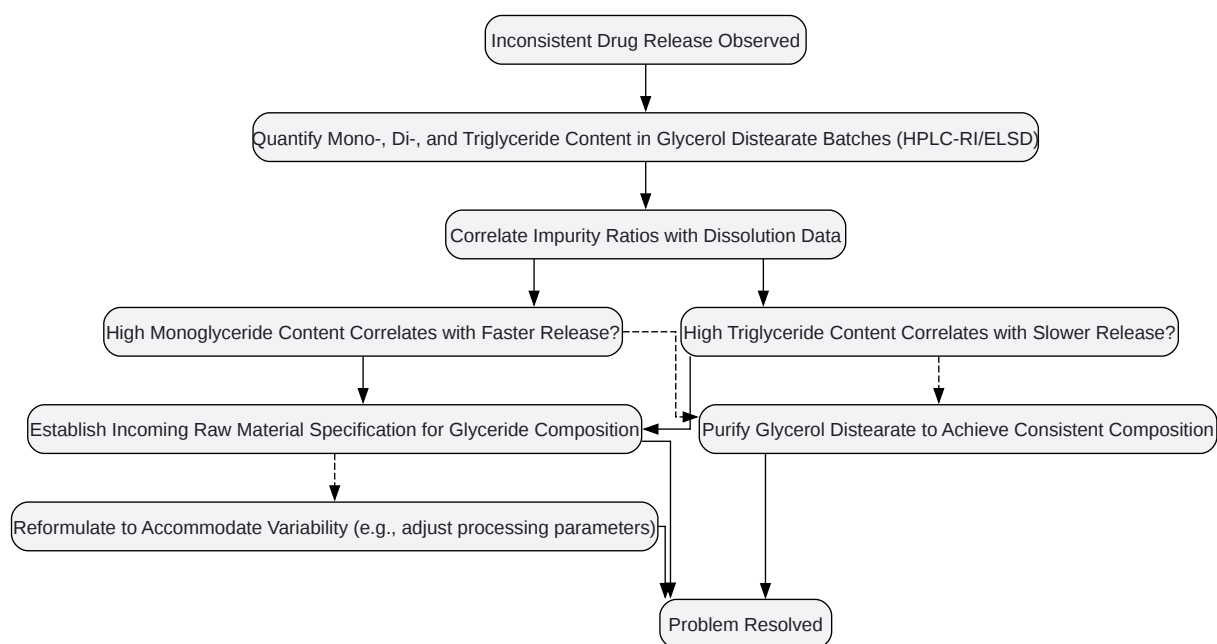 Inconsistent Drug Release Observed
Quantify Mono-, Di-, and Triglyceride Content in Glycerol Distearate Batches (HPLC-RI/ELSD)
Correlate Impurity Ratios with Dissolution Data
High Monoglyceride Content Correlates with Faster Release?
High Triglyceride Content Correlates with Slower Release?
Establish Incoming Raw Material Specification for Glyceride Composition
Purify Glycerol Distearate to Achieve Consistent Composition
Reformulate to Accommodate Variability (e.g., adjust processing parameters)
Problem Resolved